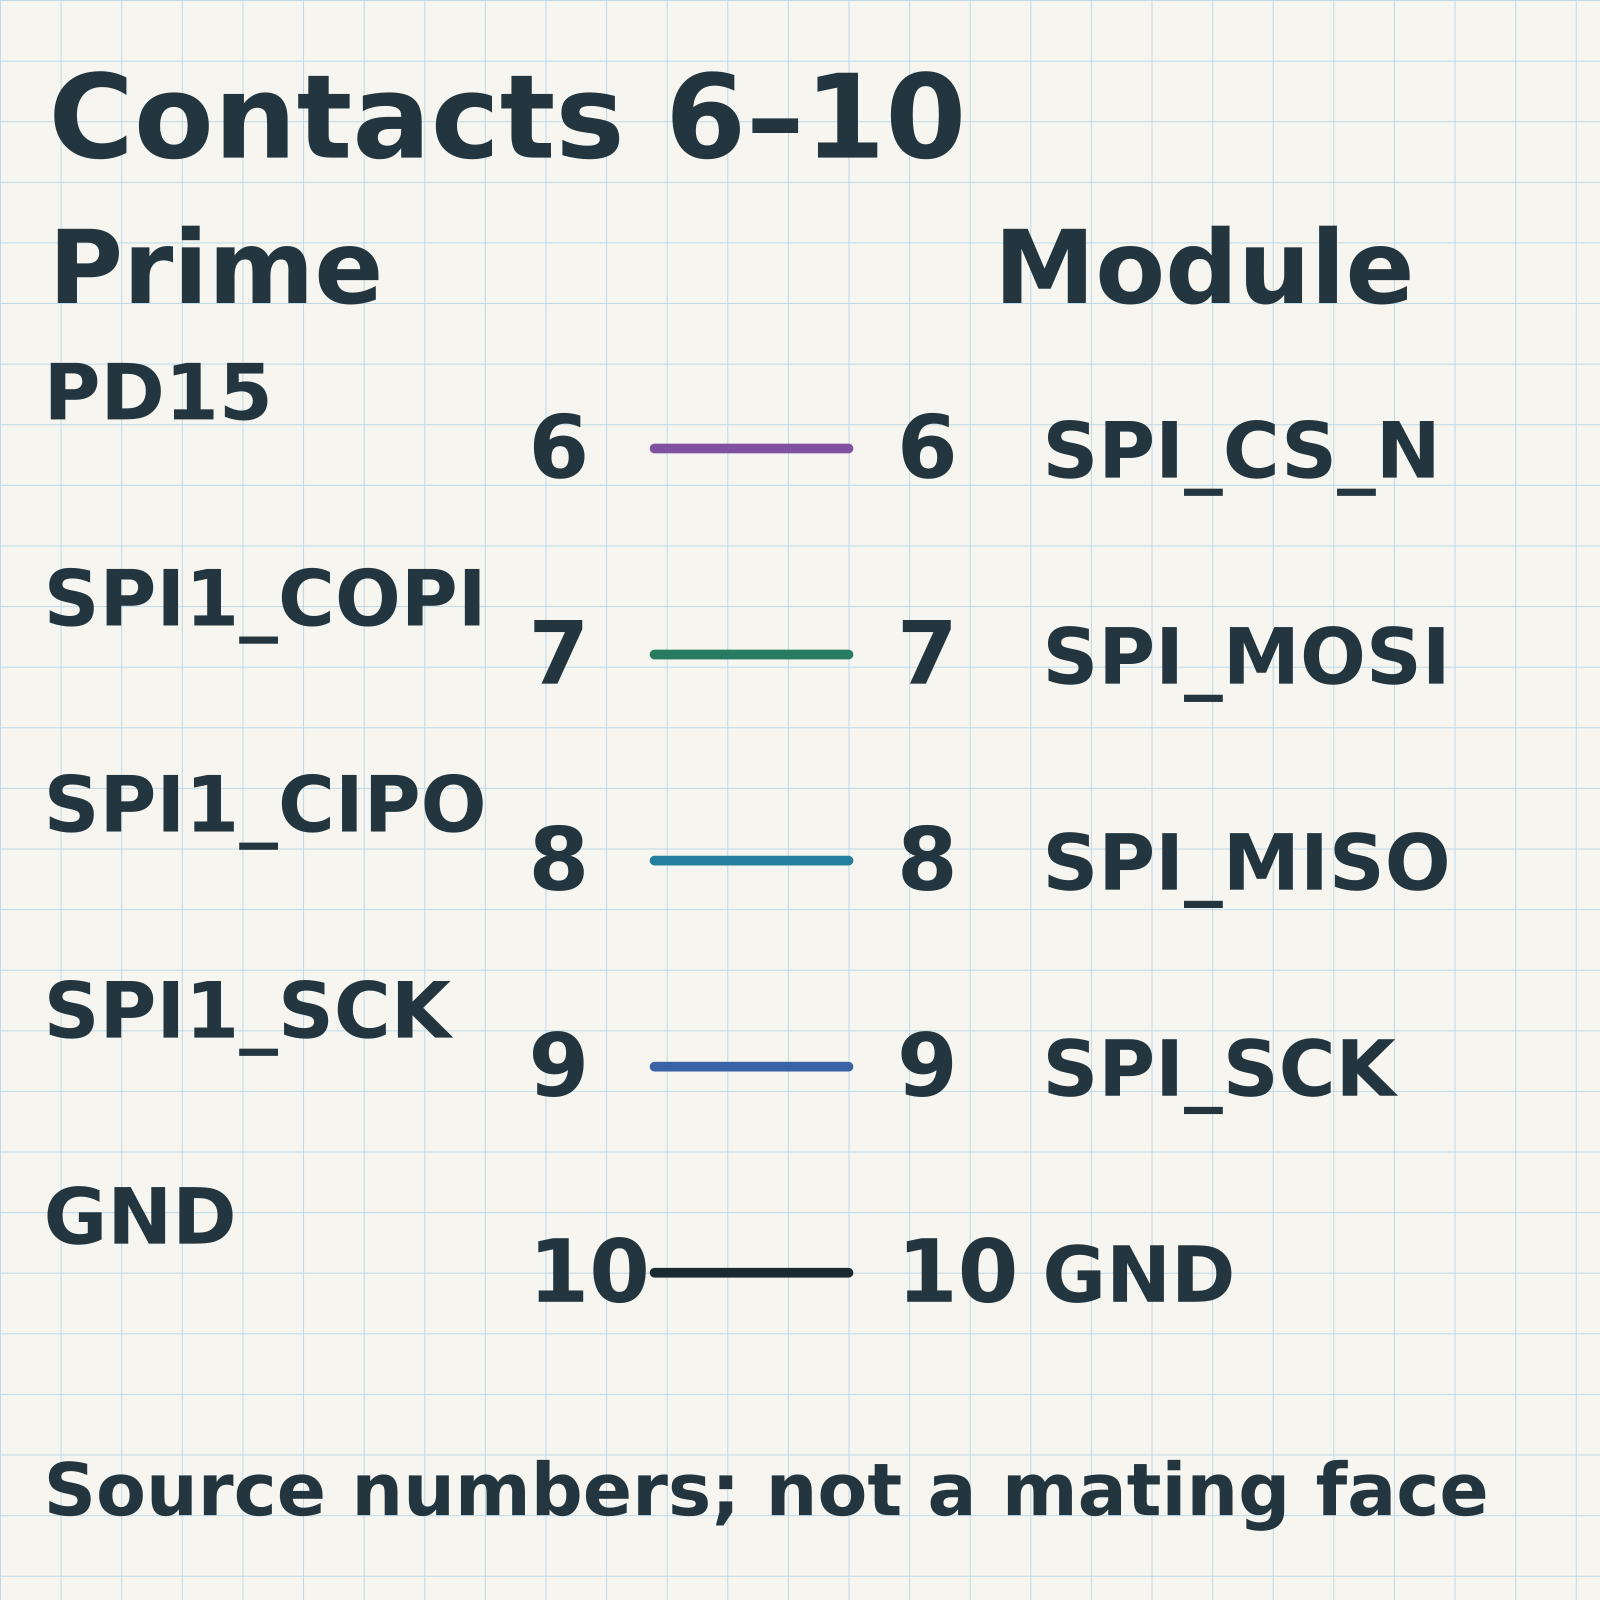 Contacts 6–10
Prime Module
PD15
6 6 SPI_CS_N
SPI1_COPI
7 7 SPI_MOSI
SPI1_CIPO
8 8 SPI_MISO
SPI1_SCK
9 9 SPI_SCK
GND
10 10 GND
Source numbers; not a mating face